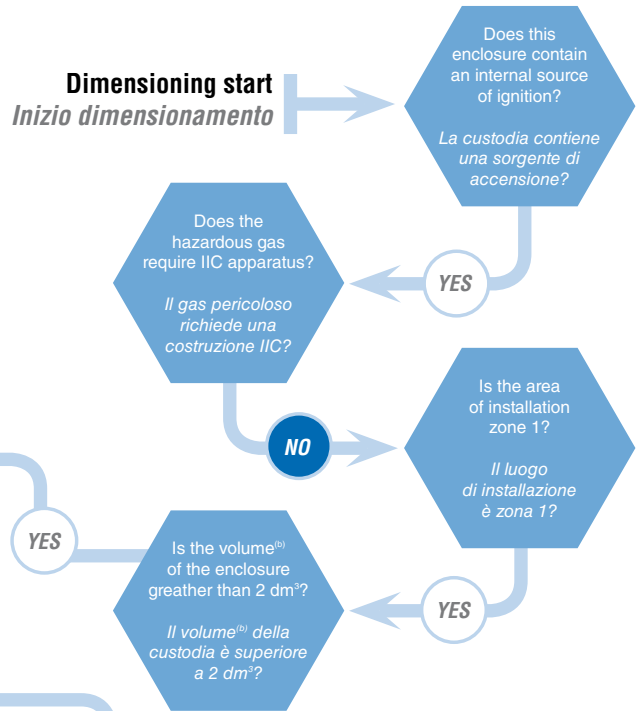 Dimensioning start
Inizio dimensionamento
Does this
enclosure contain
an internal source
of ignition?
La custodia contiene
una sorgente di
accensione?
YES
Does the
hazardous gas
require IIC apparatus?
Il gas pericoloso
richiede una
costruzione IIC?
NO
Is the area
of installation
zone 1?
Il luogo
di installazione
è zona 1?
YES
Is the volume(b)
of the enclosure
greather than 2 dm³?
Il volume(b) della
custodia è superiore
a 2 dm³?
YES